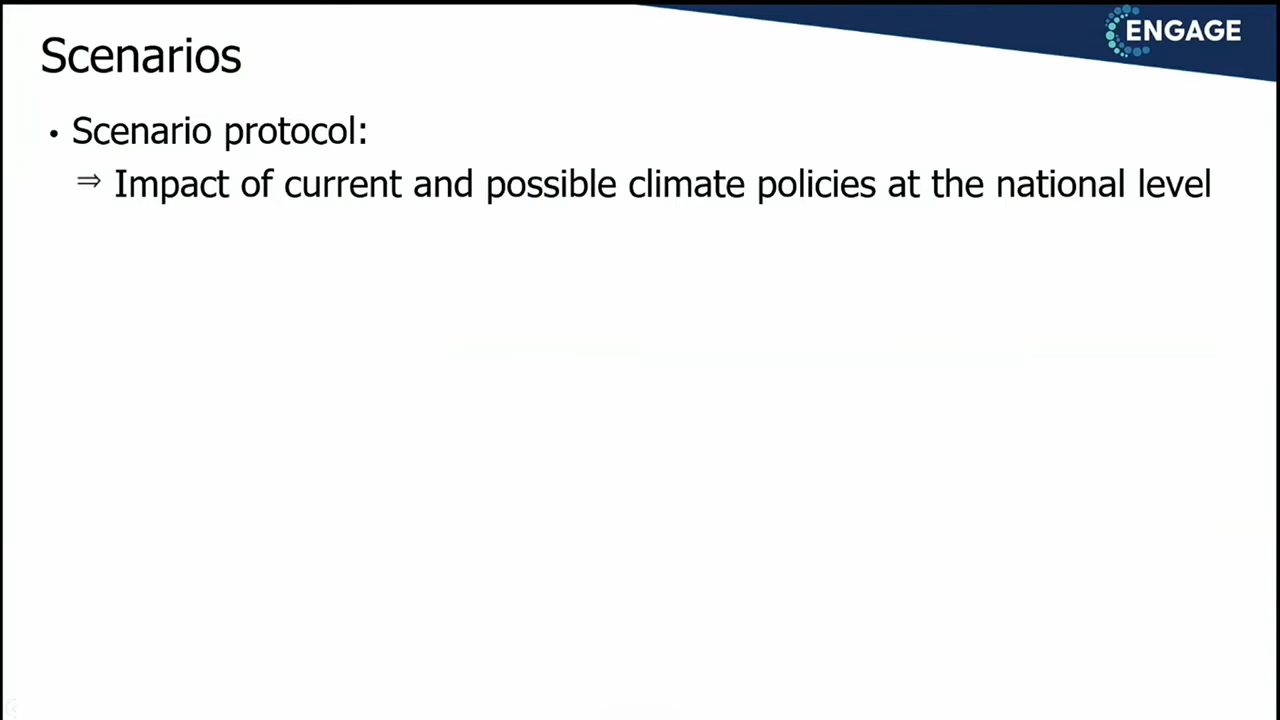 ENGAGE
Scenarios
• Scenario protocol:
⇒ Impact of current and possible climate policies at the national level